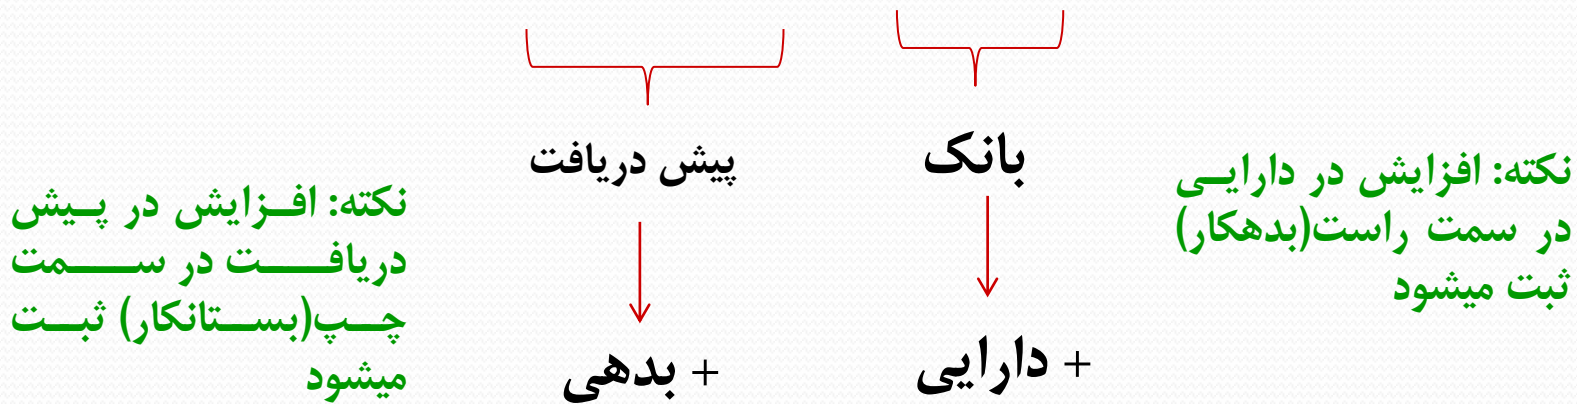 بانک
پیش دریافت
نکته: افزایش در دارایی
در سمت راست(بدهکار)
ثبت میشود
نکته: افزایش در پیش
دریافت در سمت
چپ(بستانکار) ثبت
میشود
+ دارایی
+ بدهی